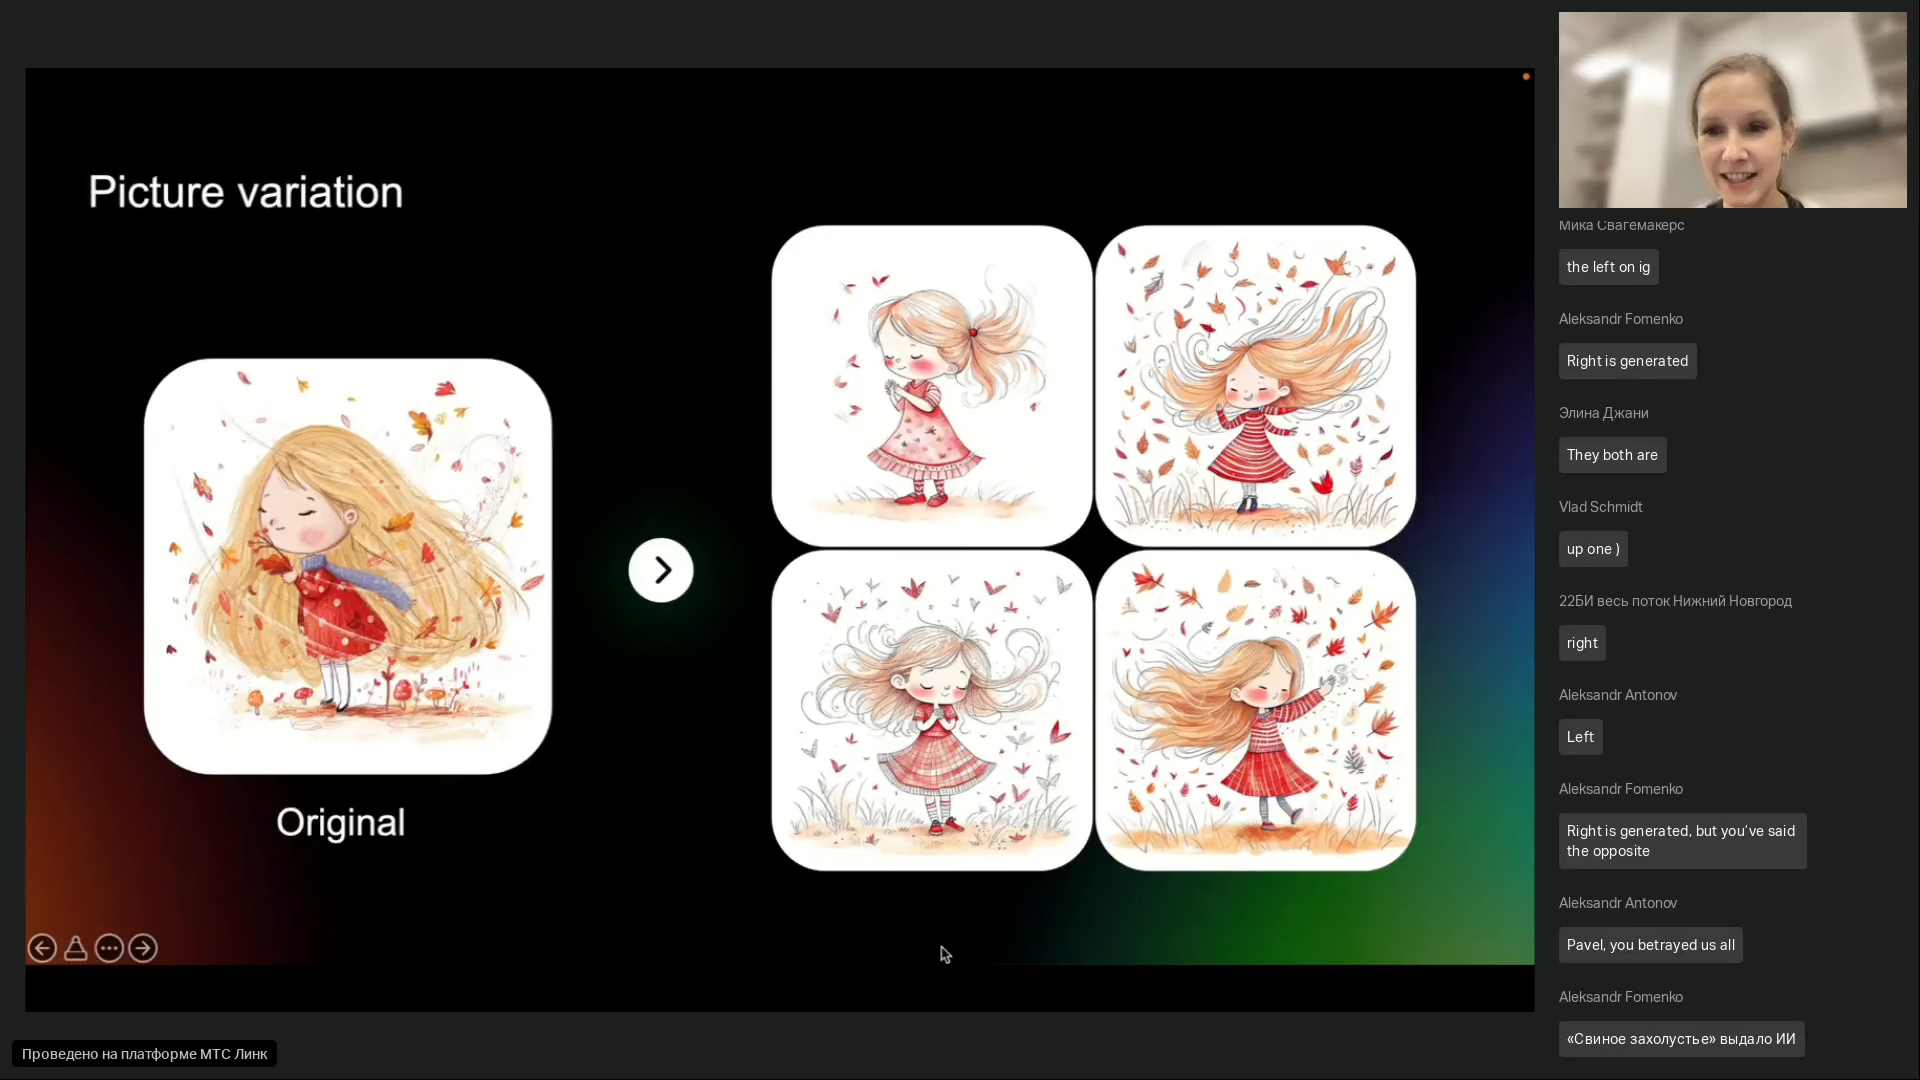 Picture variation
Original
Мика Свагемакерс
the left on ig
Aleksandr Fomenko
Right is generated
Элина Джани
They both are
Vlad Schmidt
up one )
22БИ весь поток Нижний Новгород
right
Aleksandr Antonov
Left
Aleksandr Fomenko
Right is generated, but you’ve said
the opposite
Aleksandr Antonov
Pavel, you betrayed us all
Aleksandr Fomenko
«Свиное захолустье» выдало ИИ
Проведено на платформе МТС Линк